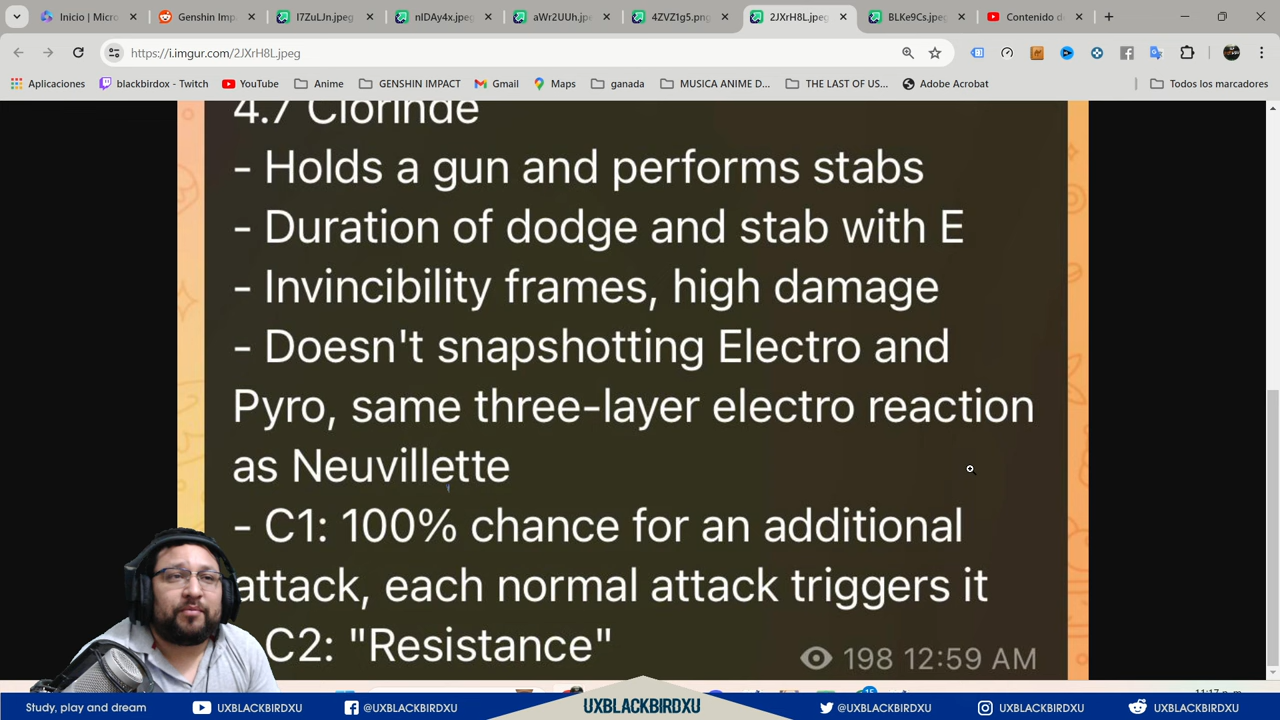 Inicio | Micro
Genshin Imp
I7ZuLJn.jpeg
nIDAy4x.jpeg
aWr2UUh.jpeg
4ZVZ1g5.png
2JXrH8L.jpeg
BLKe9Cs.jpeg
Contenido d
https://i.imgur.com/2JXrH8L.jpeg
Aplicaciones
blackbirdox - Twitch
YouTube
Anime
GENSHIN IMPACT
Gmail
Maps
ganada
MUSICA ANIME D...
THE LAST OF US...
Adobe Acrobat
Todos los marcadores
4.7 Clorinde
- Holds a gun and performs stabs
- Duration of dodge and stab with E
- Invincibility frames, high damage
- Doesn't snapshotting Electro and
Pyro, same three-layer electro reaction
as Neuvillette
- C1: 100% chance for an additional
attack, each normal attack triggers it
C2: "Resistance"
198 12:59 AM
Study, play and dream
UXBLACKBIRDXU
@UXBLACKBIRDXU
UXBLACKBIRDXU
@UXBLACKBIRDXU
UXBLACKBIRDXU
UXBLACKBIRDXU